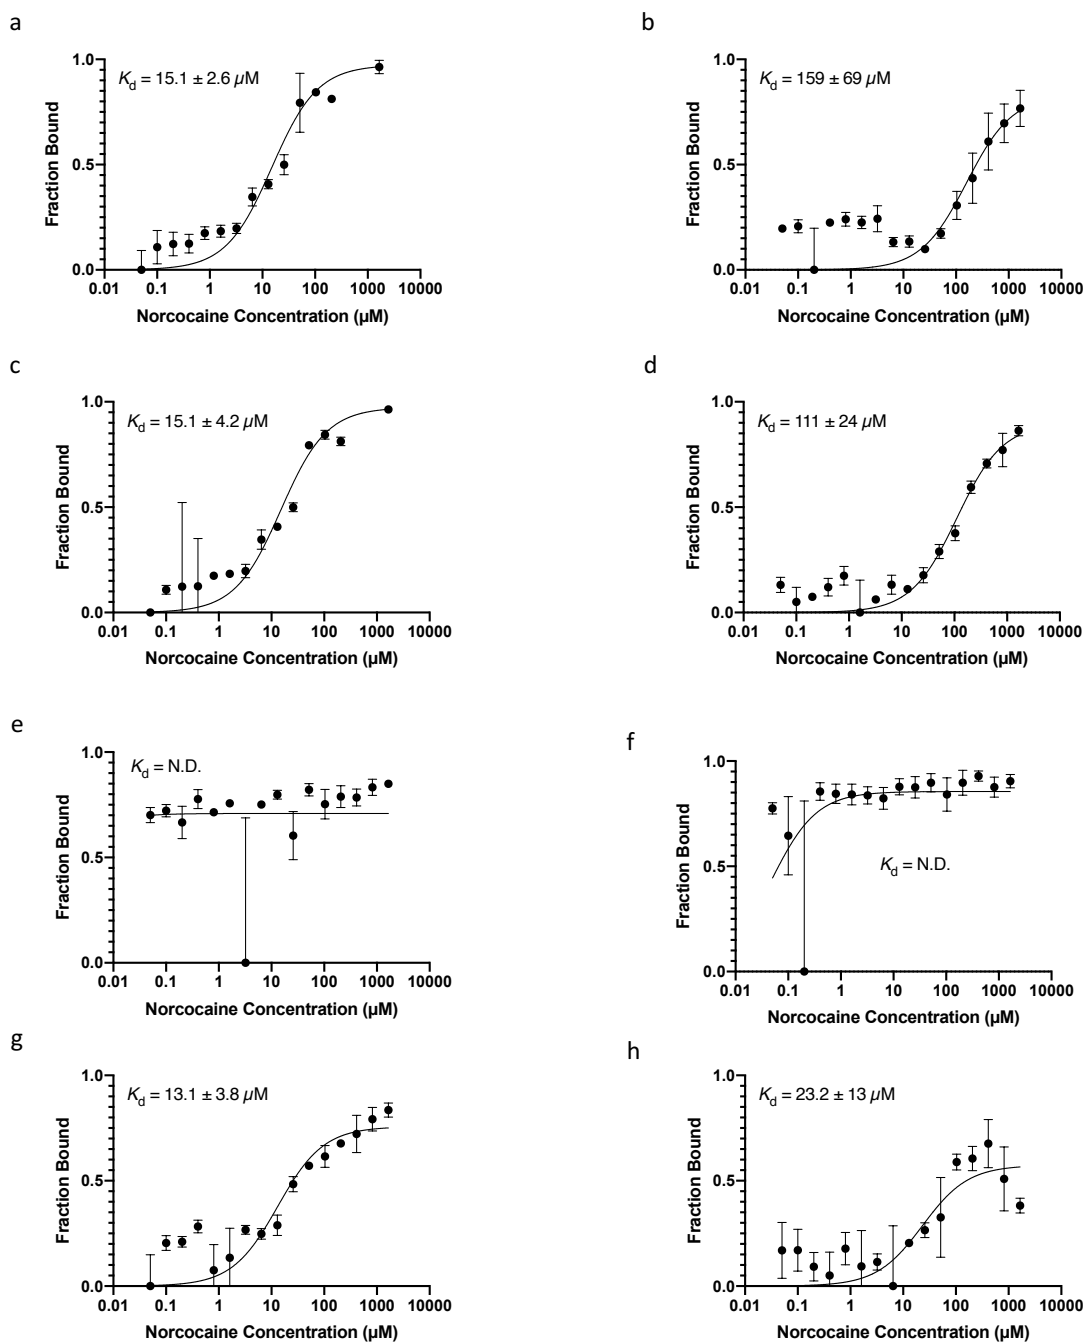 a
Kd = 15.1 ± 2.6 µM
1.0
0.5
0.0
Fraction Bound
0.01 0.1 1 10 100 1000 10000
Norcocaine Concentration (µM)
b
Kd = 159 ± 69 µM
1.0
0.5
0.0
Fraction Bound
0.01 0.1 1 10 100 1000 10000
Norcocaine Concentration (µM)
c
Kd = 15.1 ± 4.2 µM
1.0
0.5
0.0
Fraction Bound
0.01 0.1 1 10 100 1000 10000
Norcocaine Concentration (µM)
d
Kd = 111 ± 24 µM
1.0
0.5
0.0
Fraction Bound
0.01 0.1 1 10 100 1000 10000
Norcocaine Concentration (µM)
e
Kd = N.D.
1.0
0.5
0.0
Fraction Bound
0.01 0.1 1 10 100 1000 10000
Norcocaine Concentration (µM)
f
1.0
0.5
0.0
Fraction Bound
Kd = N.D.
0.01 0.1 1 10 100 1000 10000
Norcocaine Concentration (µM)
g
Kd = 13.1 ± 3.8 µM
1.0
0.5
0.0
Fraction Bound
0.01 0.1 1 10 100 1000 10000
Norcocaine Concentration (µM)
h
Kd = 23.2 ± 13 µM
1.0
0.5
0.0
Fraction Bound
0.01 0.1 1 10 100 1000 10000
Norcocaine Concentration (µM)